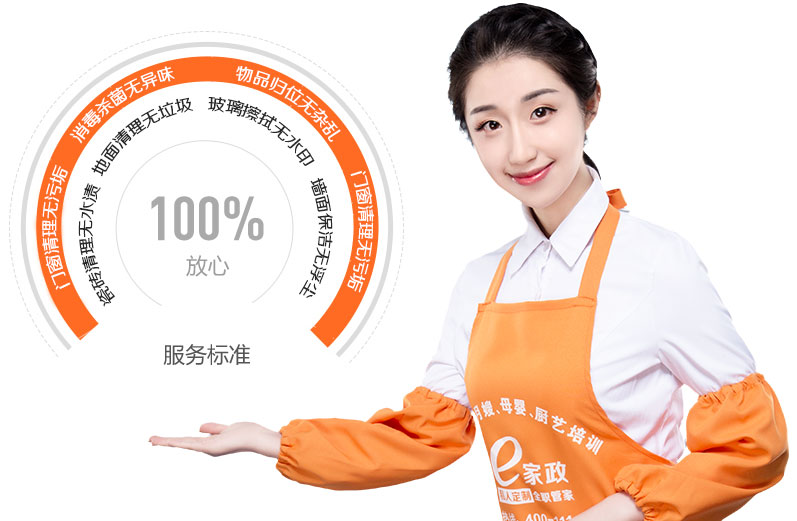 门窗清理无污垢
消毒杀菌无异味
物品归位无杂乱
门窗清理无污垢
瓷砖清理无水渍
地面清理无垃圾
玻璃擦拭无水印
墙面保洁无浮尘
100%
放心
服务标准
嫂、母婴、厨艺培训
e家政
人定制 全职管家
400-111